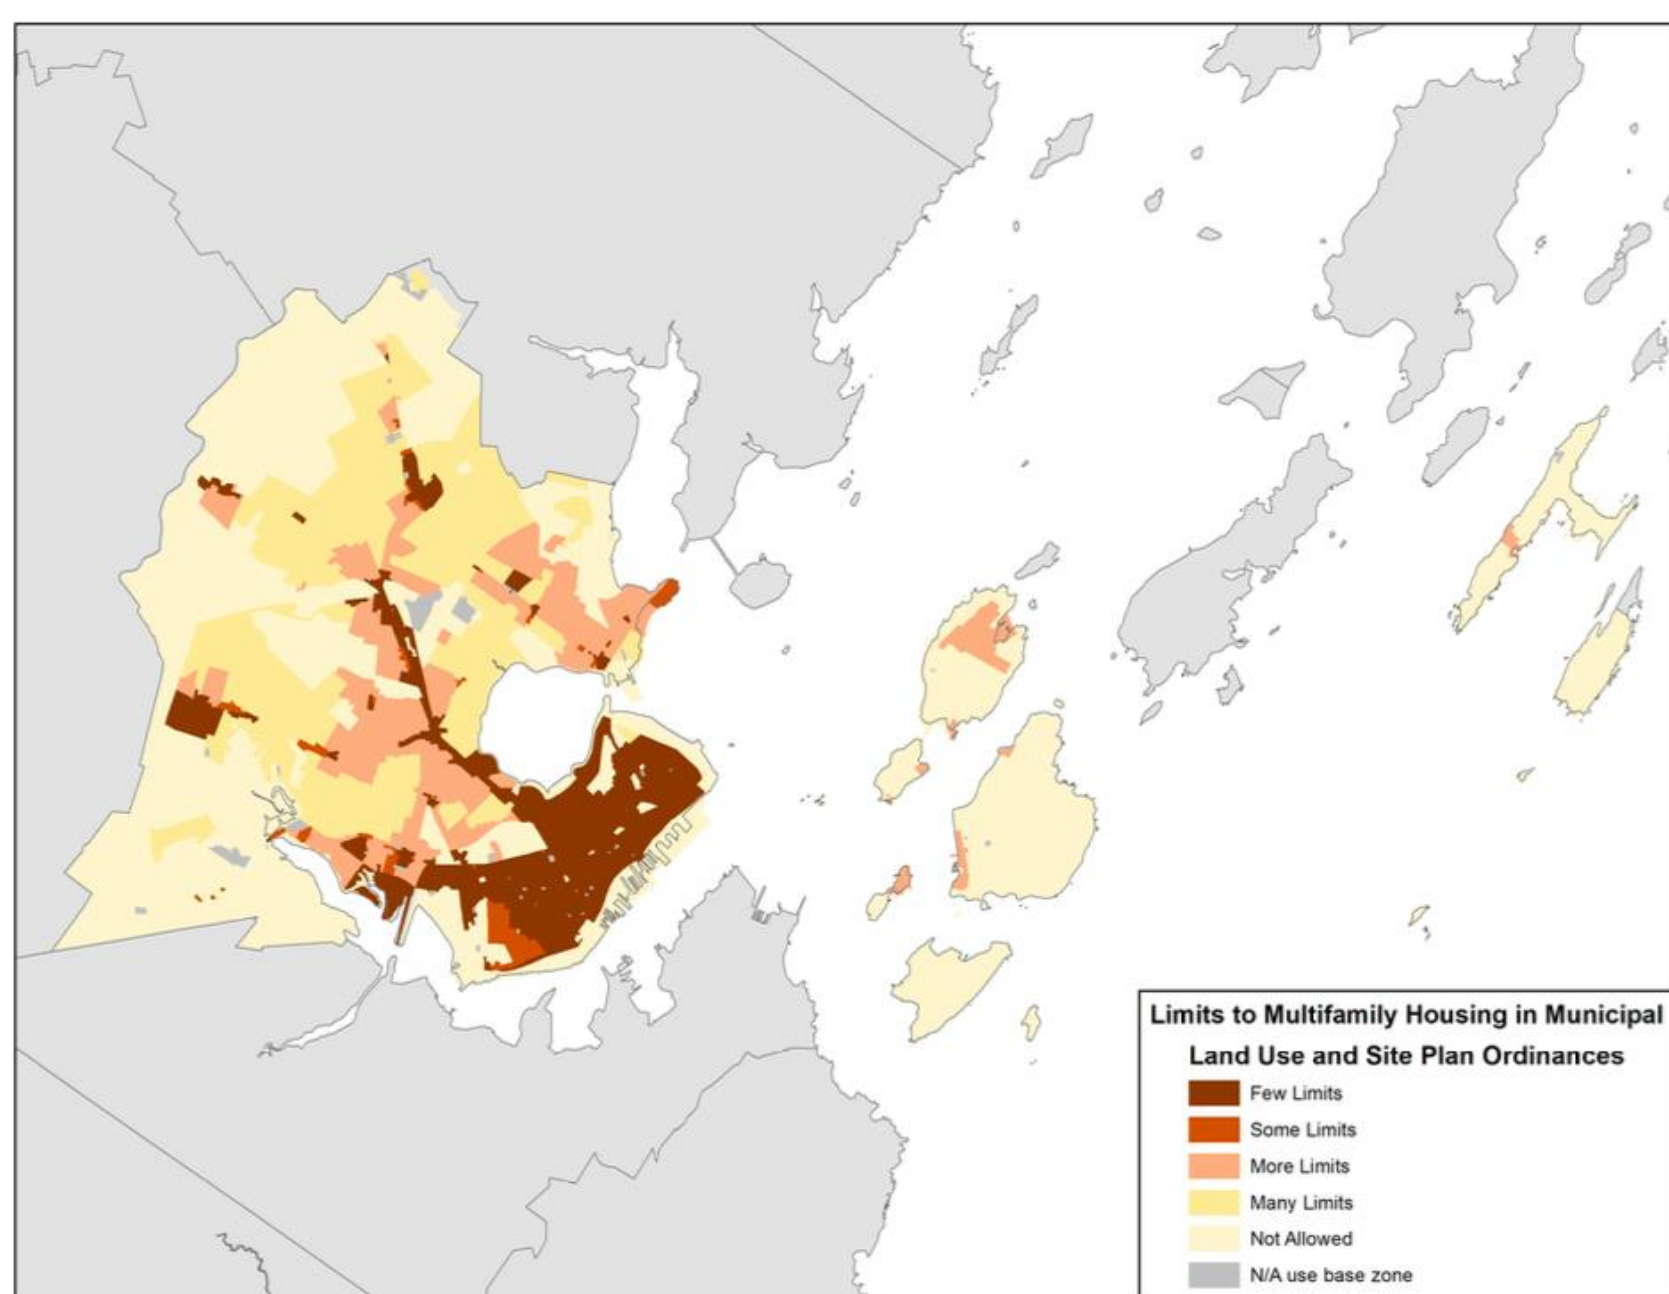 Limits to Multifamily Housing in Municipal
Land Use and Site Plan Ordinances
Few Limits
Some Limits
More Limits
Many Limits
Not Allowed
N/A use base zone